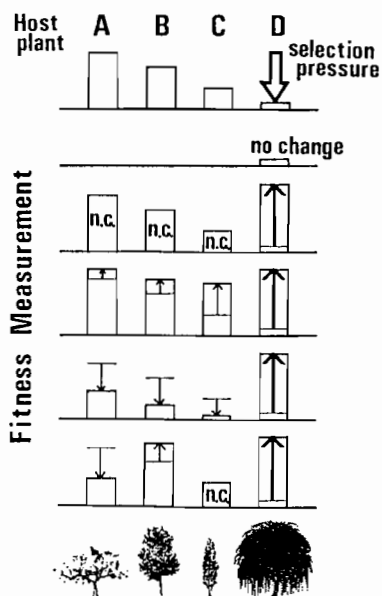 Host plant A B C D
selection pressure
no change
n.c. n.c. n.c.
n.c.
Fitness Measurement